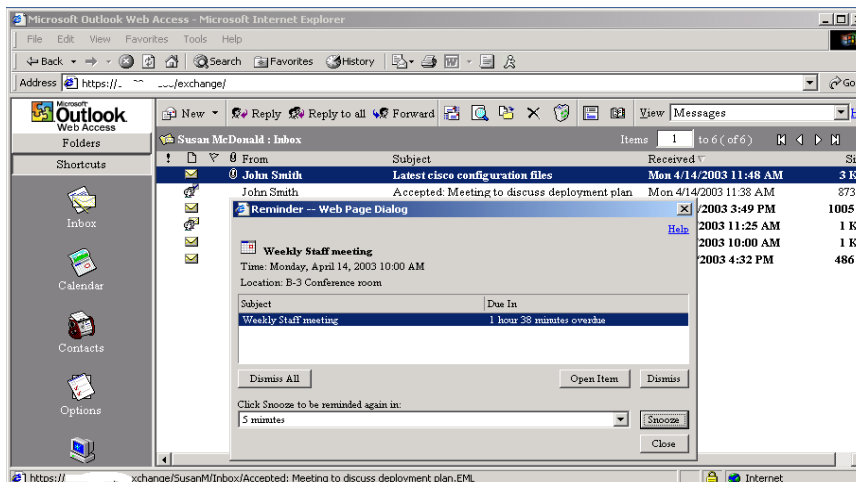 Microsoft Outlook Web Access - Microsoft Internet Explorer
File Edit View Favorites Tools Help
Back Search Favorites History
Address https:// /exchange/ Go
Microsoft Outlook Web Access
New Reply Reply to all Forward View Messages
Folders
Susan McDonald : Inbox Items 1 to 6 ( of 6 )
Shortcuts
! From Subject Received
John Smith Latest cisco configuration files Mon 4/14/2003 11:48 AM 3 K
John Smith Accepted: Meeting to discuss deployment plan Mon 4/14/2003 11:38 AM 873
/2003 3:49 PM 1005
2003 11:25 AM 1 K
2003 10:00 AM 1 K
2003 4:32 PM 486
Inbox
Calendar
Contacts
Options
Reminder -- Web Page Dialog
Help
Weekly Staff meeting
Time: Monday, April 14, 2003 10:00 AM
Location: B-3 Conference room
Subject Due In
Weekly Staff meeting 1 hour 38 minutes overdue
Dismiss All Open Item Dismiss
Click Snooze to be reminded again in:
5 minutes Snooze
Close
https:// xchange/SusanM/Inbox/Accepted: Meeting to discuss deployment plan.EML Internet